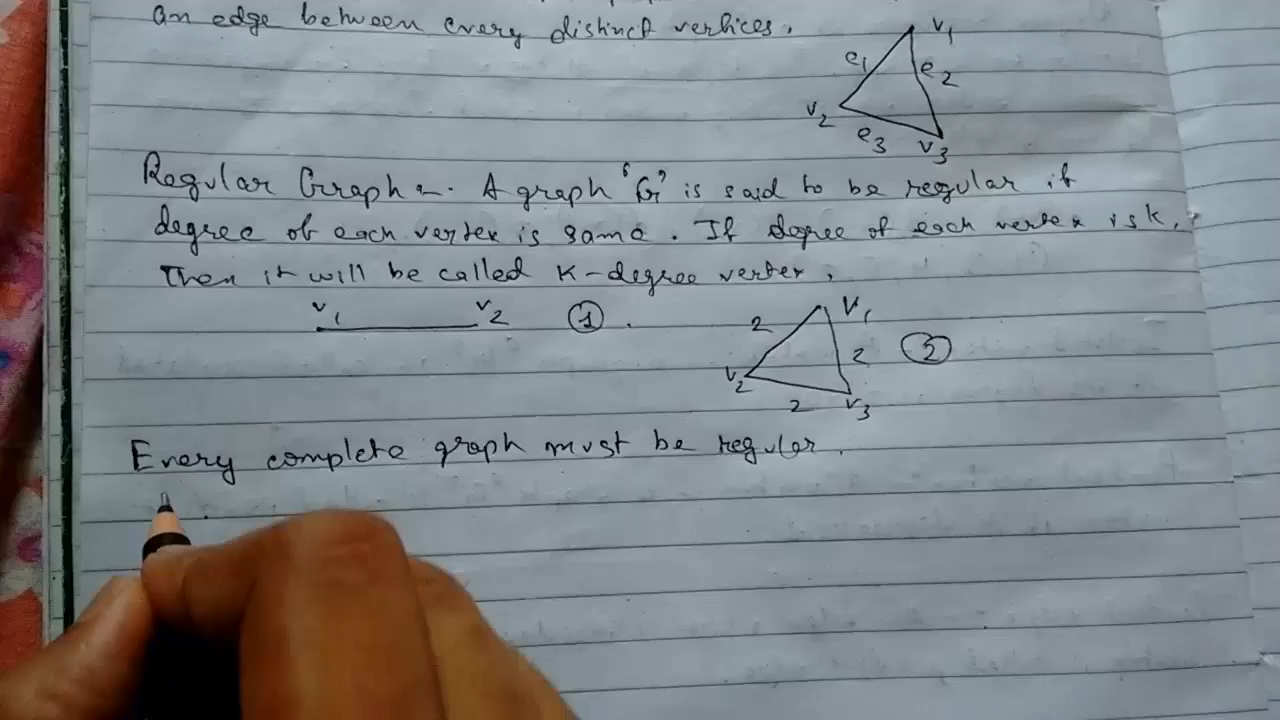 an edge between every distinct vertices.
v1
e1 e2
v2
e3 v3
Regular Graph :- A graph 'G' is said to be regular if
degree of each vertex is same. If degree of each vertex is k,
Then it will be called K-degree vertex.
v1 v2 1 .
2 V1
2 2
v2
2 v3
Every complete graph must be regular.